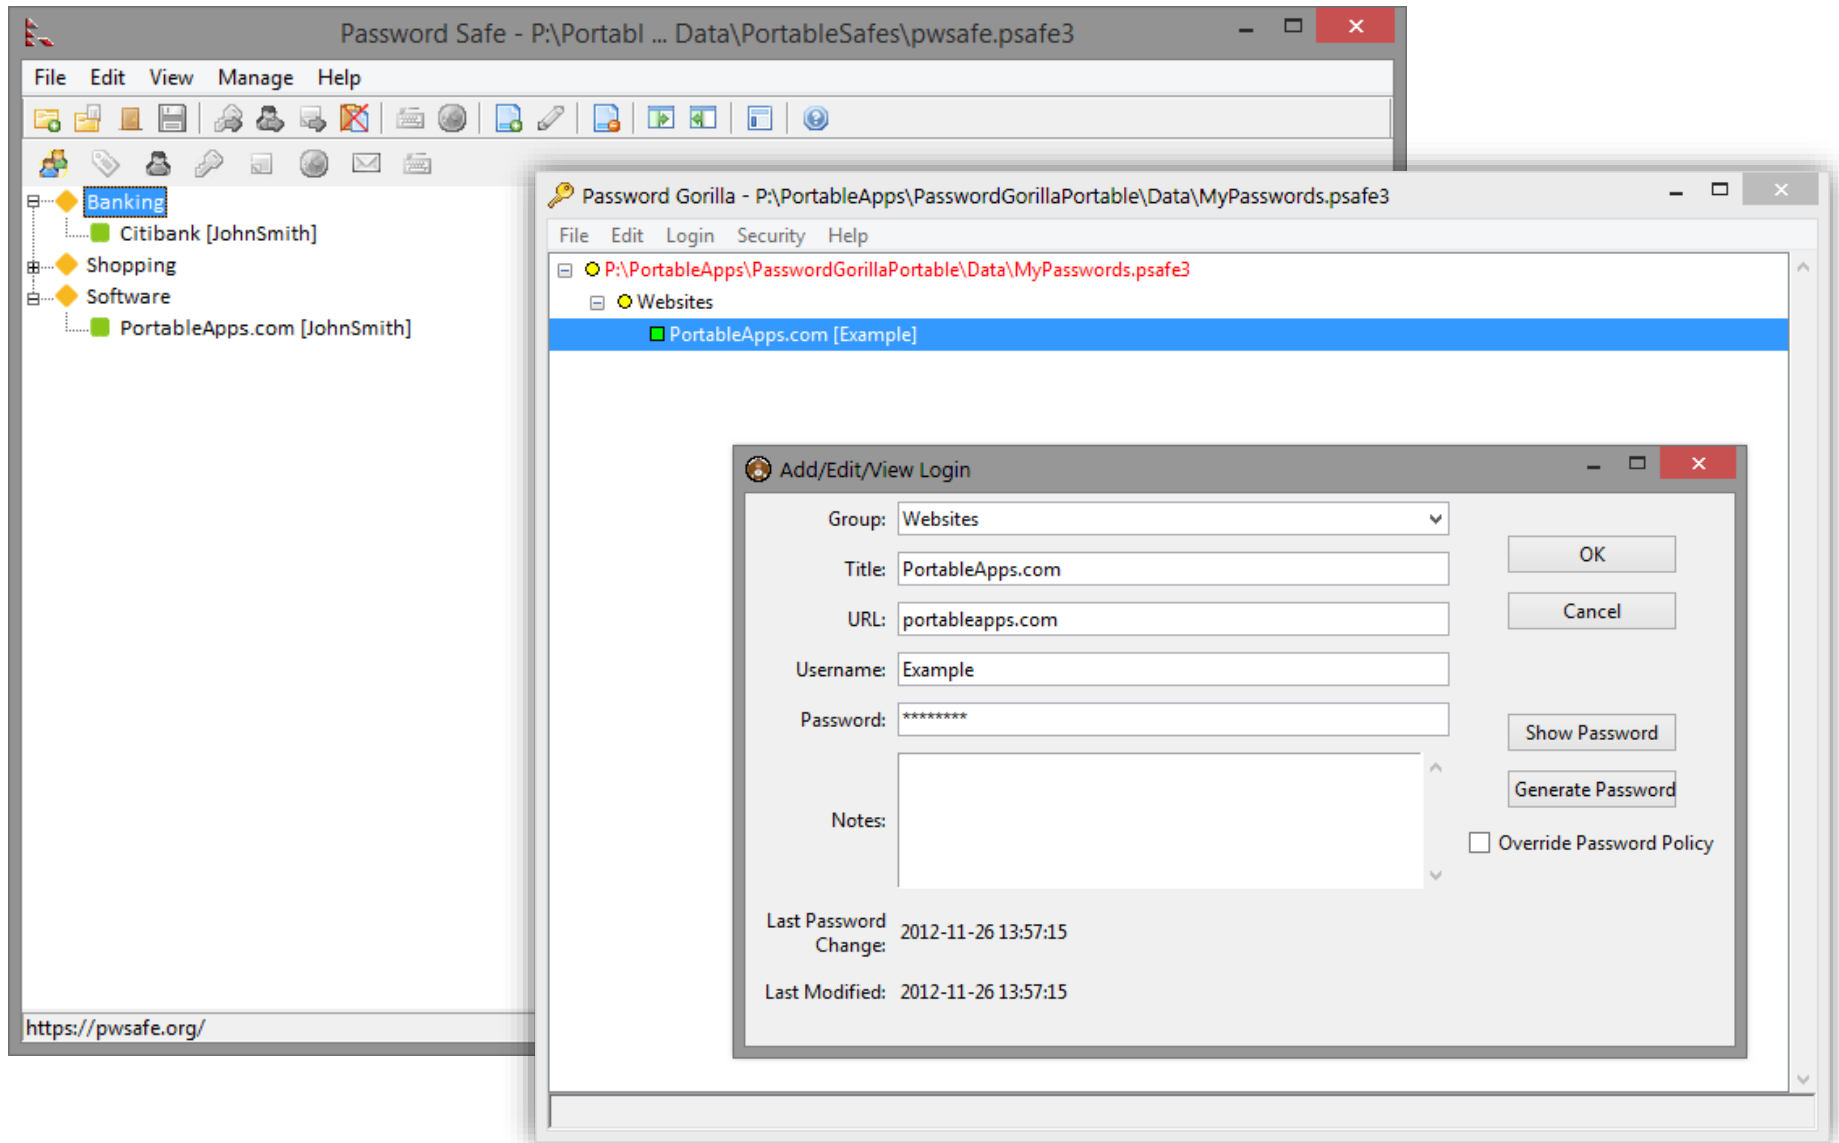 Password Safe - P:\Portabl ... Data\PortableSafes\pwsafe.psafe3
File Edit View Manage Help
Banking
Citibank [JohnSmith]
Shopping
Software
PortableApps.com [JohnSmith]
https://pwsafe.org/
Password Gorilla - P:\PortableApps\PasswordGorillaPortable\Data\MyPasswords.psafe3
File Edit Login Security Help
P:\PortableApps\PasswordGorillaPortable\Data\MyPasswords.psafe3
Websites
PortableApps.com [Example]
Add/Edit/View Login
Group: Websites
OK
Title: PortableApps.com
Cancel
URL: portableapps.com
Username: Example
Password: ********
Show Password
Generate Password
Notes:
Override Password Policy
Last Password
Change: 2012-11-26 13:57:15
Last Modified: 2012-11-26 13:57:15